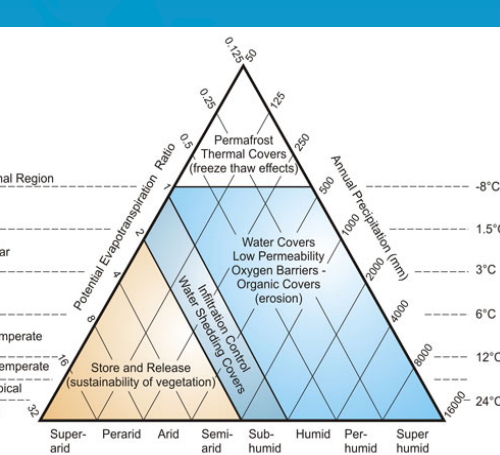 0.125
50
0.25
125
0.5
250
Permafrost
Thermal Covers
(freeze thaw effects)
Potential Evapotranspiration Ratio
Annual Precipitation (mm)
nal Region
1
500
-8°C
Water Covers
Low Permeability
Oxygen Barriers -
Organic Covers
(erosion)
2
1000
1.5°C
ar
4
2000
3°C
Infiltration Control
Water Shedding Covers
8
4000
6°C
mperate
16
8000
12°C
emperate
Store and Release
(sustainability of vegetation)
pical
32
16000
24°C
Super-
arid
Perarid
Arid
Semi-
arid
Sub-
humid
Humid
Per-
humid
Super
humid